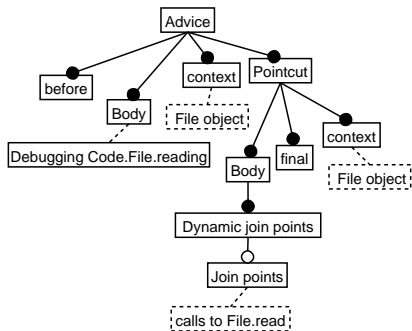 Advice
before
Body
context
Pointcut
File object
Debugging Code.File.reading
Body
final
context
File object
Dynamic join points
Join points
calls to File.read